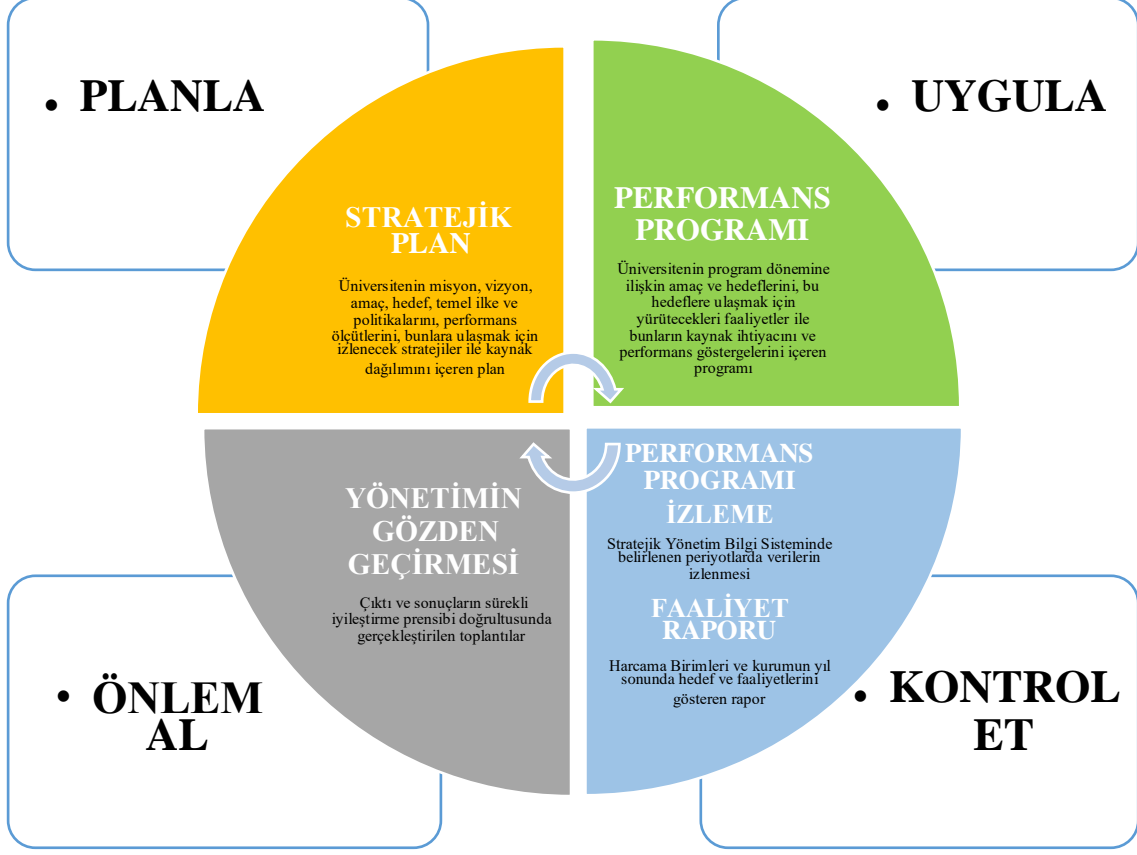 • PLANLA
• UYGULA
STRATEJİK
PLAN
Üniversitenin misyon, vizyon,
amaç, hedef, temel ilke ve
politikalarını, performans
ölçütlerini, bunlara ulaşmak için
izlenecek stratejiler ile kaynak
dağılımını içeren plan
PERFORMANS
PROGRAMI
Üniversitenin program dönemine
ilişkin amaç ve hedeflerini, bu
hedeflere ulaşmak için
yürütecekleri faaliyetler ile
bunların kaynak ihtiyacını ve
performans göstergelerini içeren
programı
YÖNETİMİN
GÖZDEN
GEÇİRMESİ
Çıktı ve sonuçların sürekli
iyileştirme prensibi doğrultusunda
gerçekleştirilen toplantılar
PERFORMANS
PROGRAMI
İZLEME
Stratejik Yönetim Bilgi Sisteminde
belirlenen periyotlarda verilerin
izlenmesi
FAALİYET
RAPORU
Harcama Birimleri ve kurumun yıl
sonunda hedef ve faaliyetlerini
gösteren rapor
• ÖNLEM
AL
• KONTROL
ET